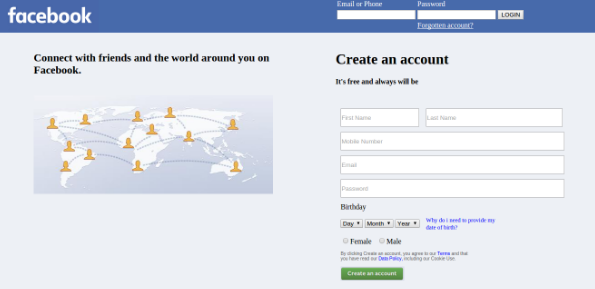 facebook
Email or Phone
Password
LOGIN
Forgotten account?
Connect with friends and the world around you on
Facebook.
Create an account
It's free and always will be
First Name
Last Name
Mobile Number
Email
Password
Birthday
Day
Month
Year
Why do i need to provide my
date of birth?
Female
Male
By clicking Create an account, you agree to our Terms and that
you have read our Data Policy, including our Cookie Use.
Create an account